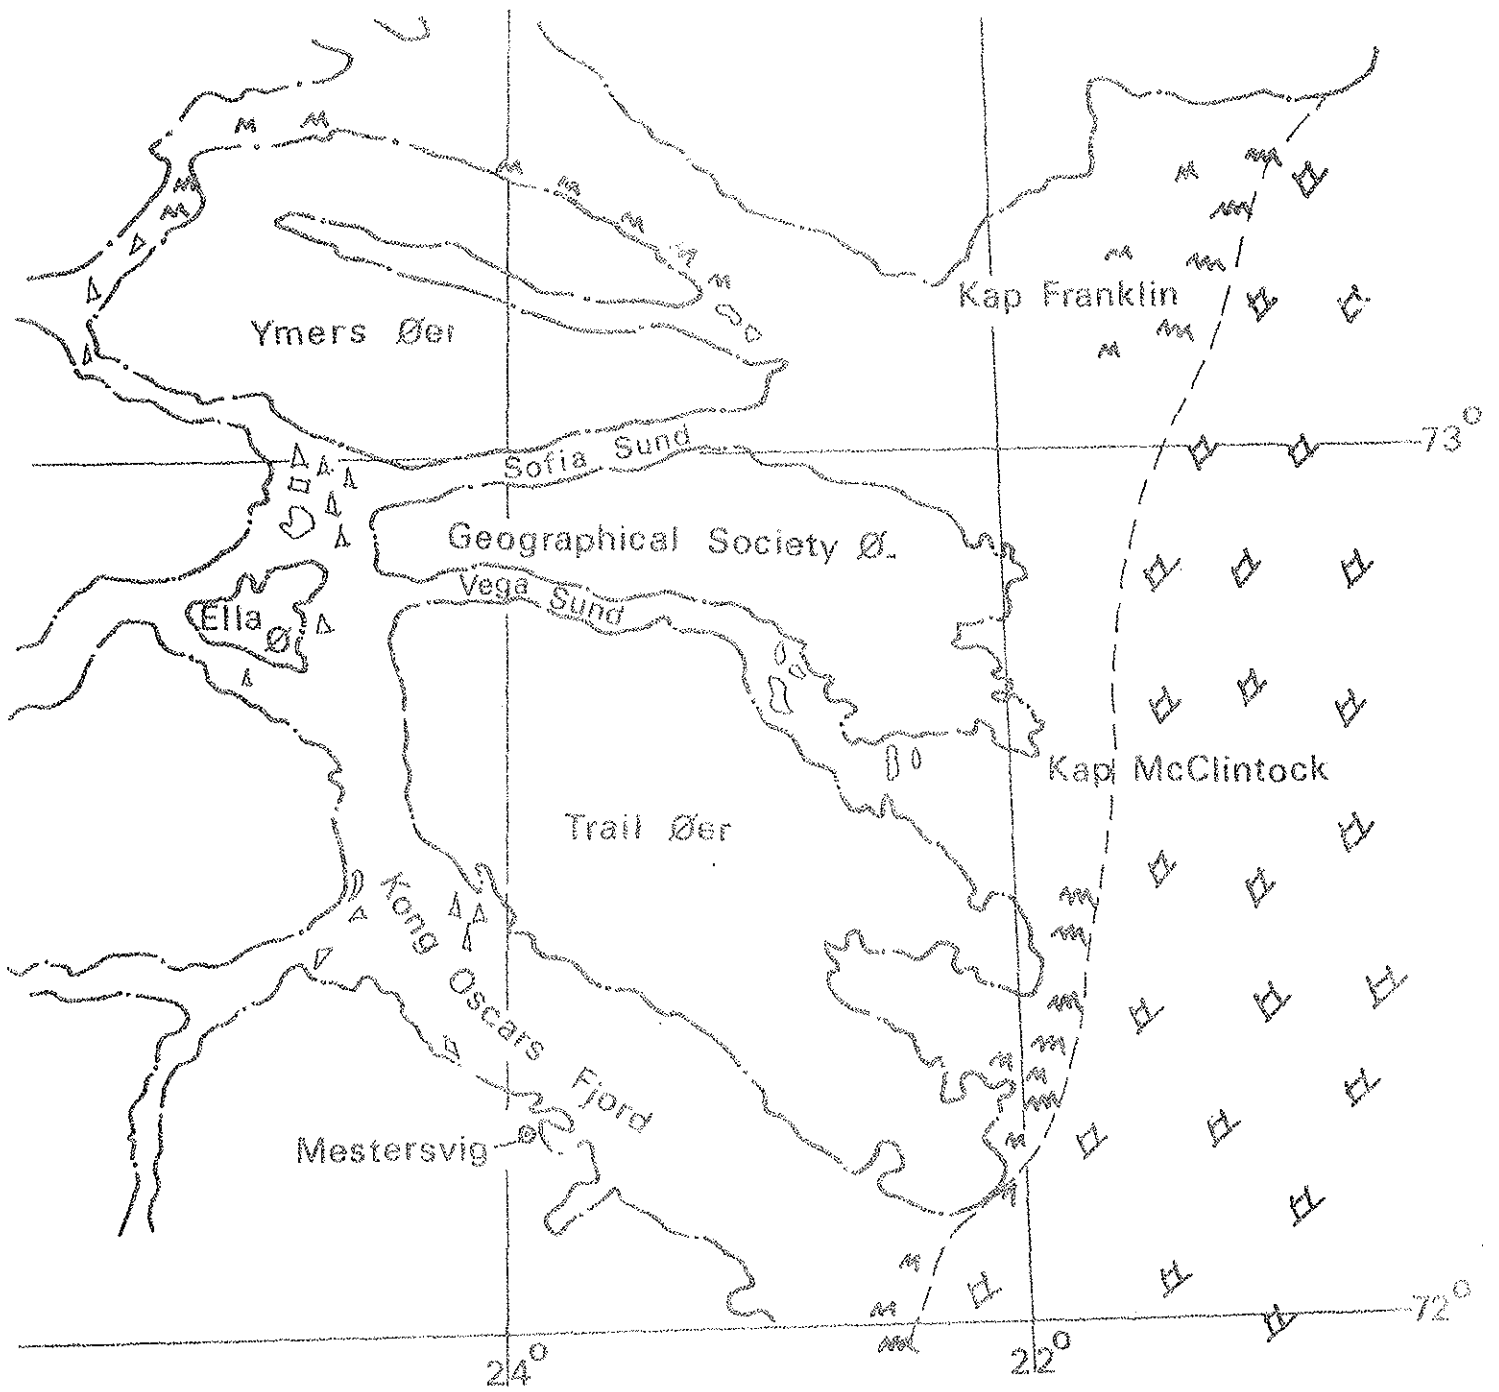 Kap Franklin
Ymers Øer
73°
Sofia Sund
Geographical Society Ø.
Vega Sund
Ella Ø
Kap McClintock
Trail Øer
Kong Oscars Fjord
Mestersvig
72°
24°
22°